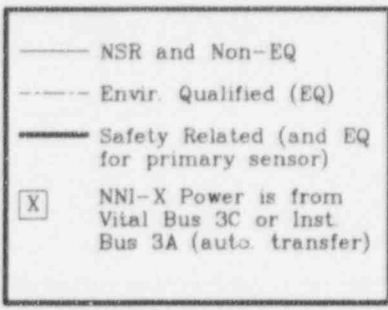 NSR and Non-EQ
Envir. Qualified (EQ)
Safety Related (and EQ
for primary sensor)
X NNI-X Power is from
Vital Bus 3C or Inst.
Bus 3A (auto. transfer)